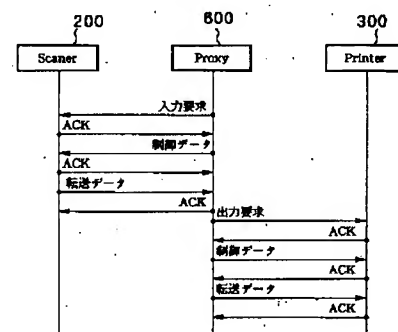 200 600 300
Scaner Proxy Printer
入力要求
ACK
制御データ
ACK
転送データ
ACK
出力要求
ACK
制御データ
ACK
転送データ
ACK